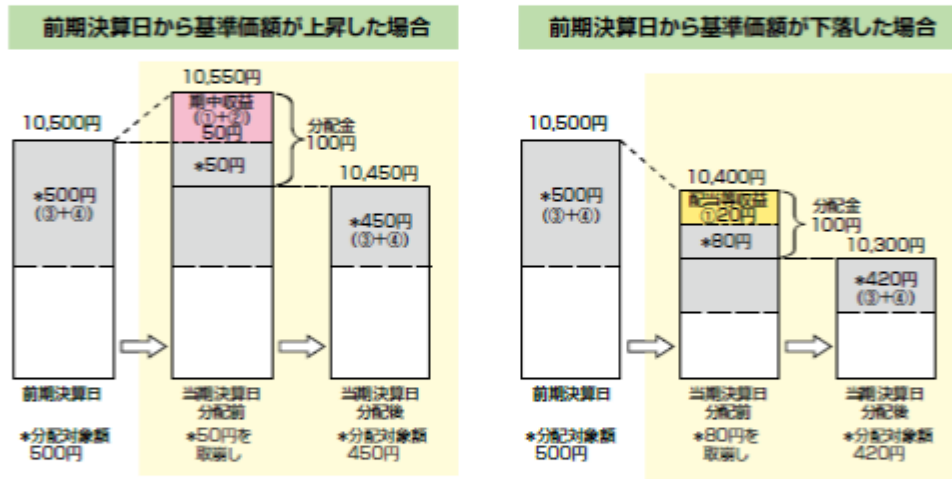 前期決算日から基準価額が上昇した場合
10,550円
10,500円
期中収益
(①+②)
50円
*50円
分配金
100円
10,450円
*500円
(③+④)
*450円
(③+④)
前期決算日
当期決算日
分配前
当期決算日
分配後
*分配対象額
500円
*50円を
取崩し
*分配対象額
450円
前期決算日から基準価額が下落した場合
10,500円
10,400円
配当等収益
①20円
*80円
分配金
100円
10,300円
*500円
(③+④)
*420円
(③+④)
前期決算日
当期決算日
分配前
当期決算日
分配後
*分配対象額
500円
*80円を
取崩し
*分配対象額
420円